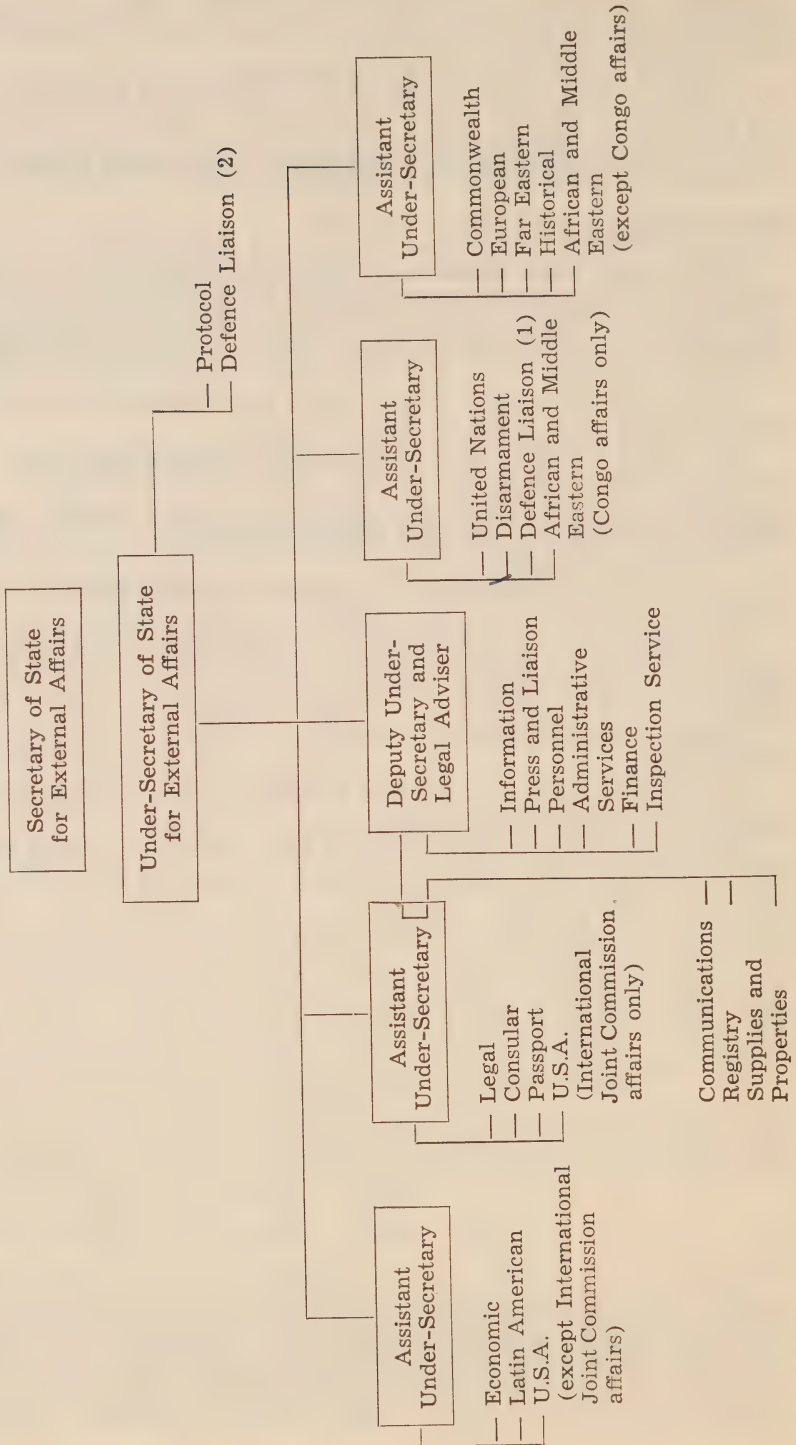 Secretary of State
for External Affairs
Under-Secretary of State
for External Affairs
Protocol
Defence Liaison (2)
Assistant
Under-Secretary
Economic
Latin American
U.S.A.
(except International
Joint Commission
affairs)
Assistant
Under-Secretary
Legal
Consular
Passport
U.S.A.
(International
Joint Commission
affairs only)
Communications
Registry
Supplies and
Properties
Deputy Under-
Secretary and
Legal Adviser
Information
Press and Liaison
Personnel
Administrative
Services
Finance
Inspection Service
Assistant
Under-Secretary
United Nations
Disarmament
Defence Liaison (1)
African and Middle
Eastern
(Congo affairs only)
Assistant
Under-Secretary
Commonwealth
European
Far Eastern
Historical
African and Middle
Eastern
(except Congo affairs)